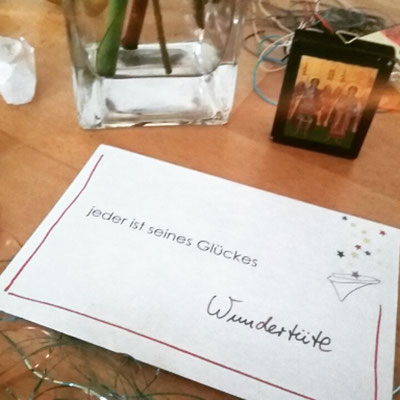 jeder ist seines Glückes
Wundertüte